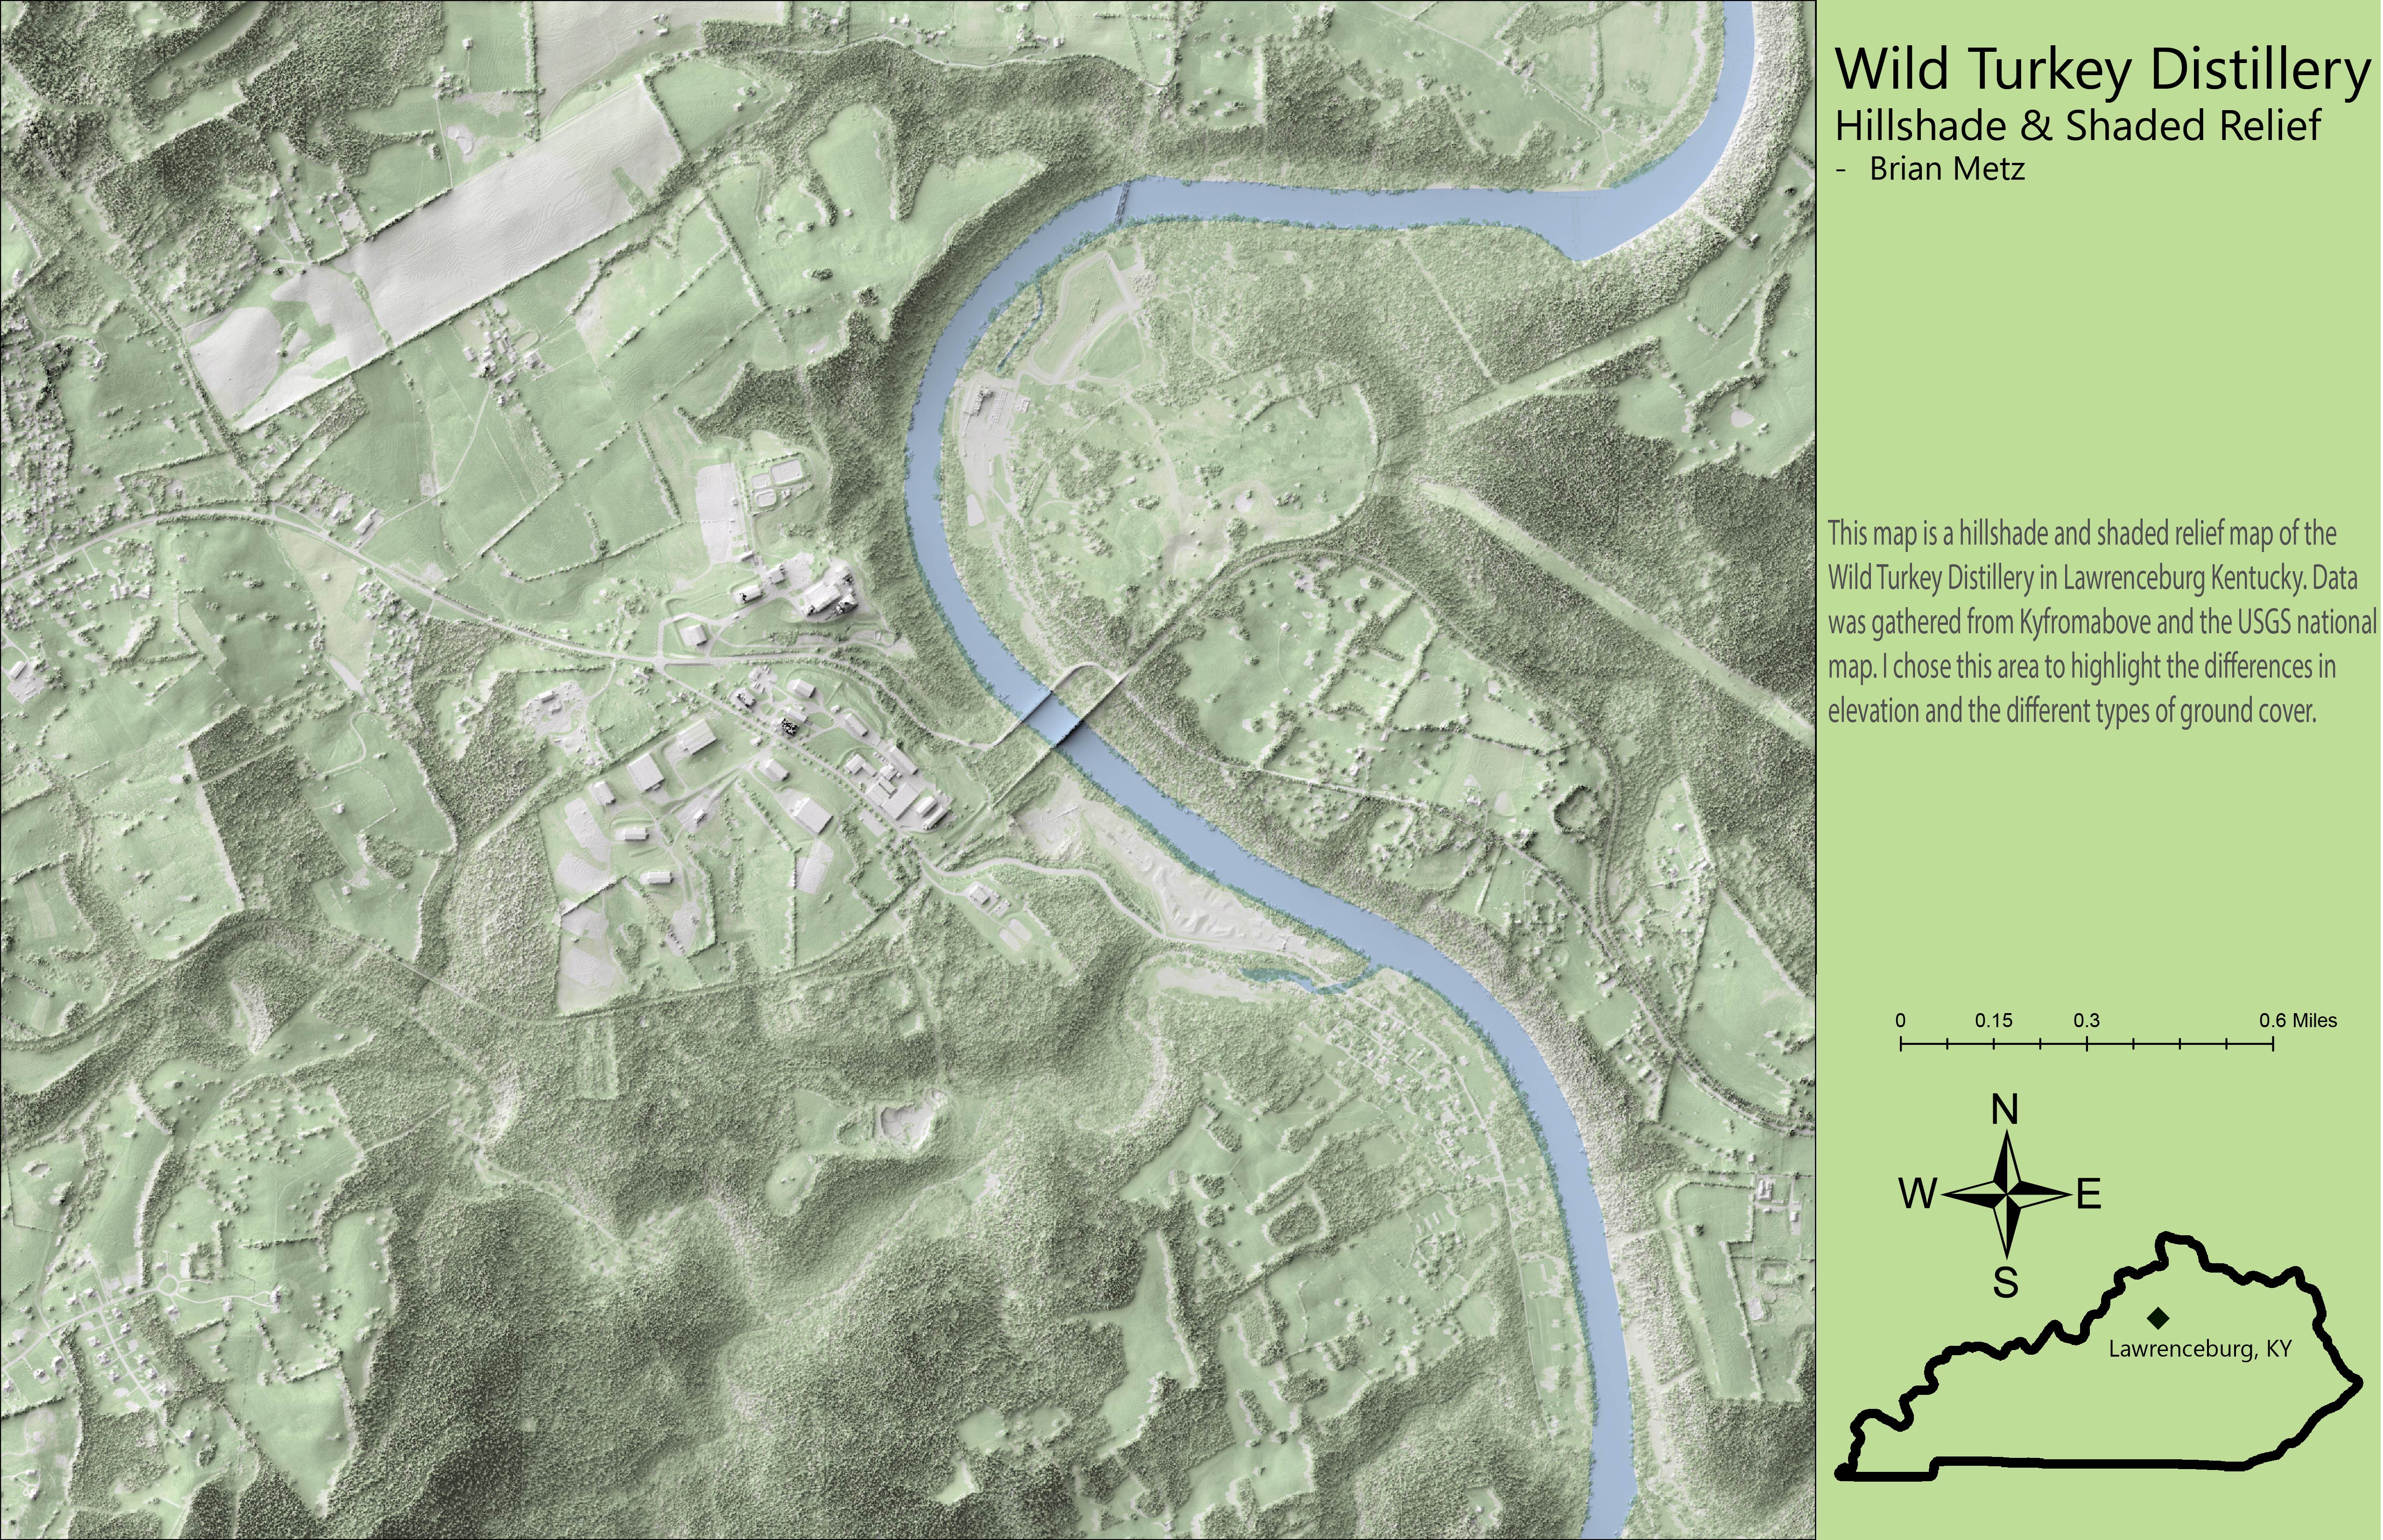 Wild Turkey Distillery
Hillshade & Shaded Relief
- Brian Metz
This map is a hillshade and shaded relief map of the
Wild Turkey Distillery in Lawrenceburg Kentucky. Data
was gathered from Kyfromabove and the USGS national
map. I chose this area to highlight the differences in
elevation and the different types of ground cover.
0 0.15 0.3 0.6 Miles
N
W E
S
Lawrenceburg, KY